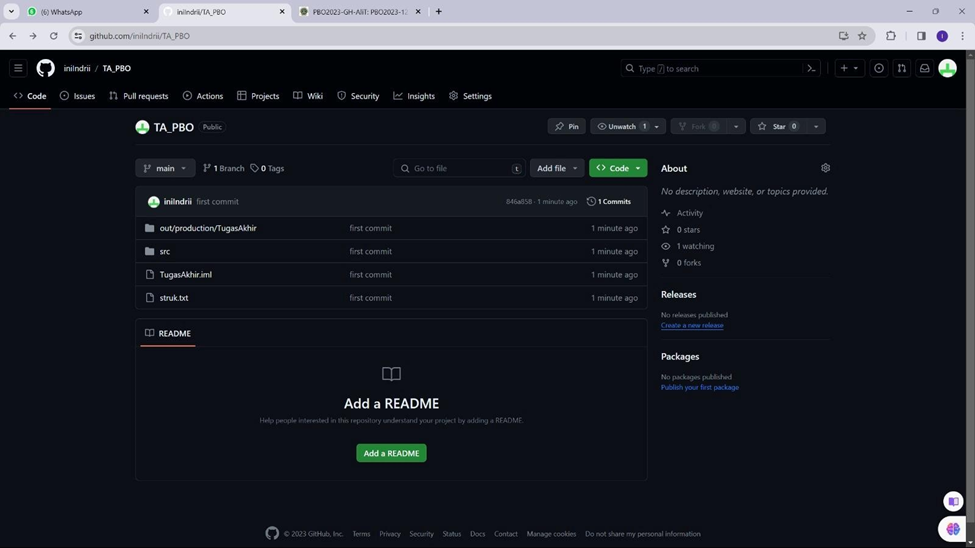 (6) WhatsApp
iniIndrii/TA_PBO
PBO2023-GH-AliT: PBO2023-12
github.com/iniIndrii/TA_PBO
I
iniIndrii / TA_PBO
Type / to search
Code
Issues
Pull requests
Actions
Projects
Wiki
Security
Insights
Settings
TA_PBO Public
Pin
Unwatch 1
Fork 0
Star 0
main
1 Branch
0 Tags
Go to file t
Add file
Code
iniIndrii first commit
846a858 · 1 minute ago
1 Commits
out/production/TugasAkhir first commit 1 minute ago
src first commit 1 minute ago
TugasAkhir.iml first commit 1 minute ago
struk.txt first commit 1 minute ago
README
Add a README
Help people interested in this repository understand your project by adding a README.
Add a README
About
No description, website, or topics provided.
Activity
0 stars
1 watching
0 forks
Releases
No releases published
Create a new release
Packages
No packages published
Publish your first package
© 2023 GitHub, Inc. Terms Privacy Security Status Docs Contact Manage cookies Do not share my personal information